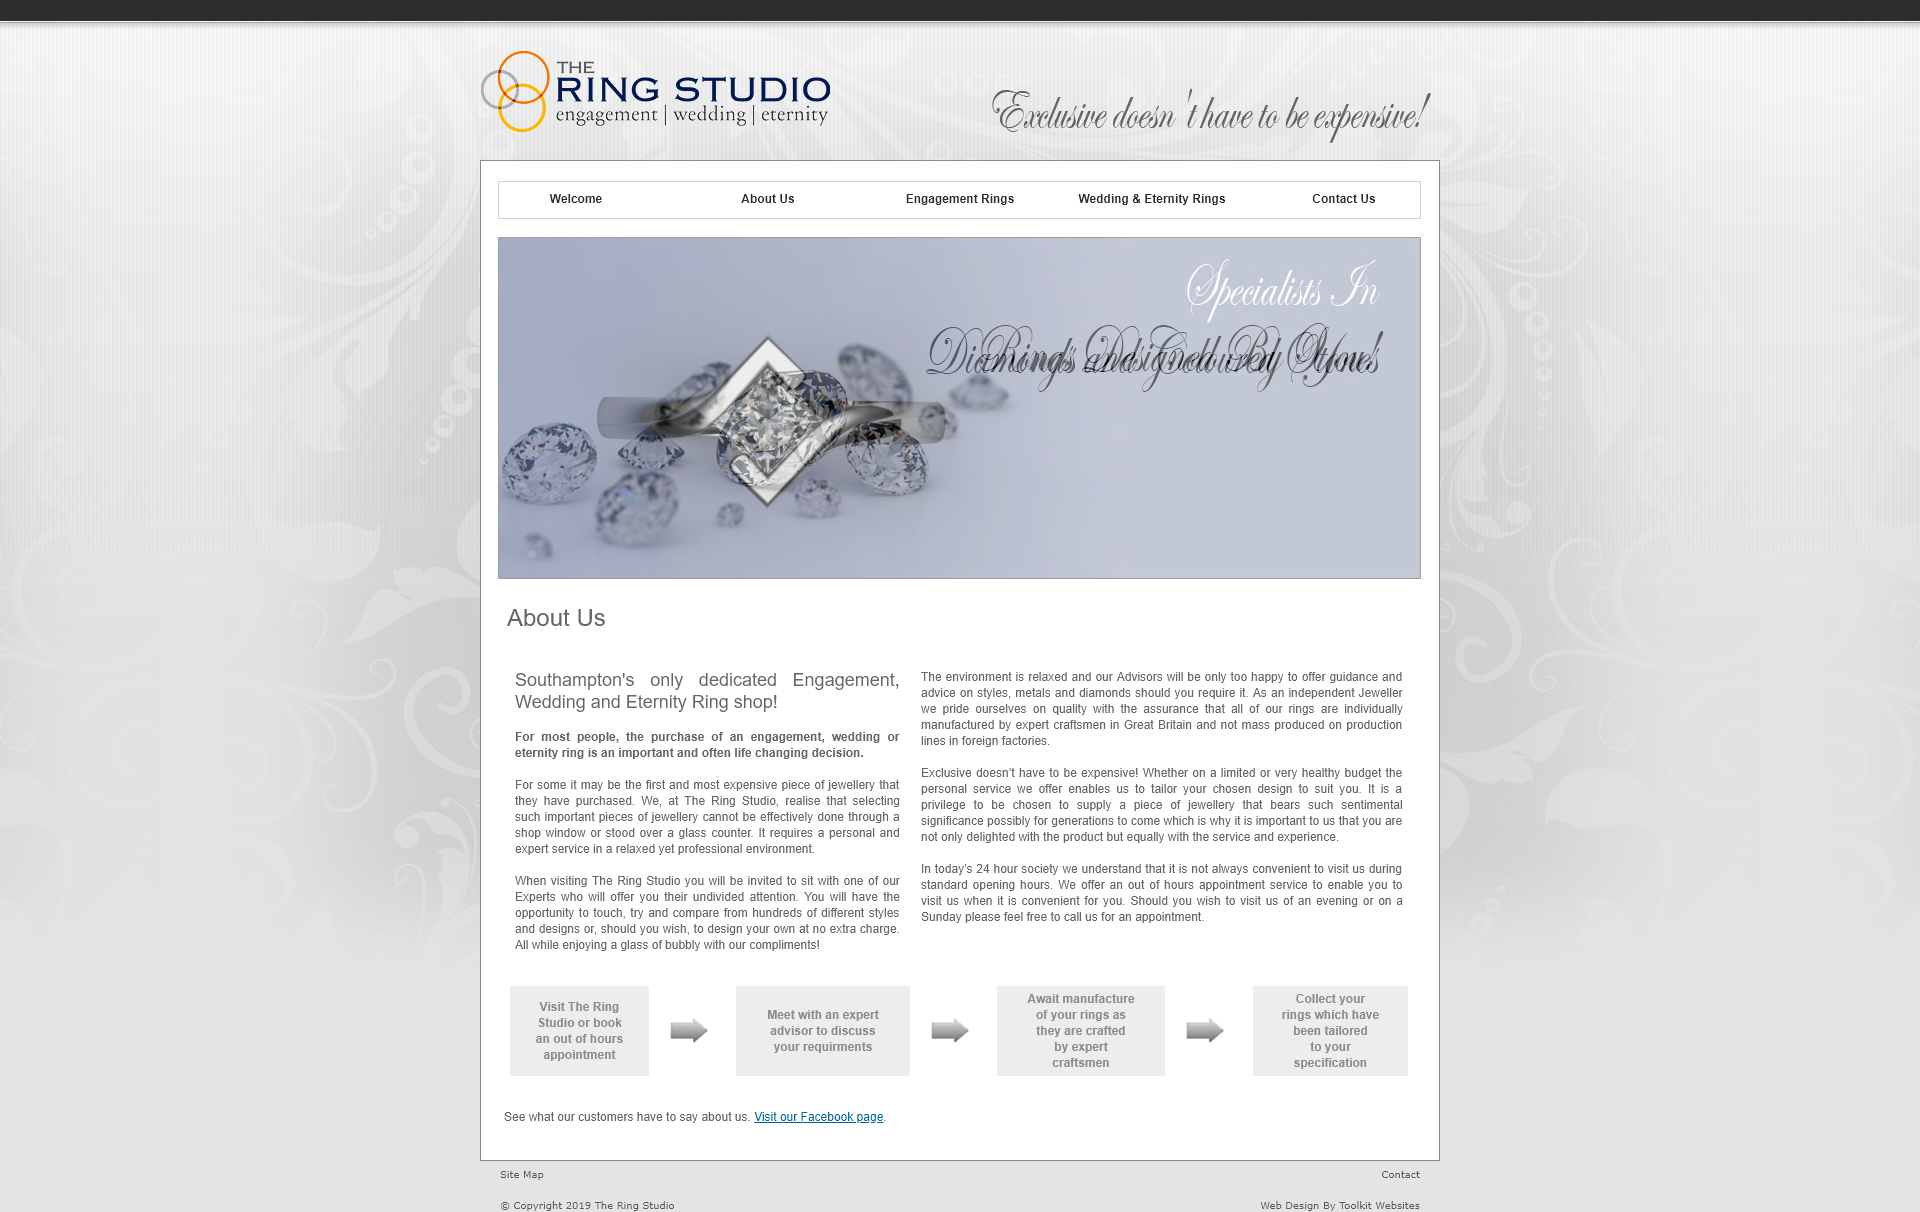 THE
RING STUDIO
engagement | wedding | eternity
Exclusive doesn't have to be expensive!
Welcome
About Us
Engagement Rings
Wedding & Eternity Rings
Contact Us
Specialists In
Diamonds and Coloured Stones
Rings Designed By You!
About Us
Southampton's only dedicated Engagement,
Wedding and Eternity Ring shop!
For most people, the purchase of an engagement, wedding or
eternity ring is an important and often life changing decision.
For some it may be the first and most expensive piece of jewellery that
they have purchased. We, at The Ring Studio, realise that selecting
such important pieces of jewellery cannot be effectively done through a
shop window or stood over a glass counter. It requires a personal and
expert service in a relaxed yet professional environment.
When visiting The Ring Studio you will be invited to sit with one of our
Experts who will offer you their undivided attention. You will have the
opportunity to touch, try and compare from hundreds of different styles
and designs or, should you wish, to design your own at no extra charge.
All while enjoying a glass of bubbly with our compliments!
The environment is relaxed and our Advisors will be only too happy to offer guidance and
advice on styles, metals and diamonds should you require it. As an independent Jeweller
we pride ourselves on quality with the assurance that all of our rings are individually
manufactured by expert craftsmen in Great Britain and not mass produced on production
lines in foreign factories.
Exclusive doesn't have to be expensive! Whether on a limited or very healthy budget the
personal service we offer enables us to tailor your chosen design to suit you. It is a
privilege to be chosen to supply a piece of jewellery that bears such sentimental
significance possibly for generations to come which is why it is important to us that you are
not only delighted with the product but equally with the service and experience.
In today's 24 hour society we understand that it is not always convenient to visit us during
standard opening hours. We offer an out of hours appointment service to enable you to
visit us when it is convenient for you. Should you wish to visit us of an evening or on a
Sunday please feel free to call us for an appointment.
Visit The Ring
Studio or book
an out of hours
appointment
Meet with an expert
advisor to discuss
your requirments
Await manufacture
of your rings as
they are crafted
by expert
craftsmen
Collect your
rings which have
been tailored
to your
specification
See what our customers have to say about us. Visit our Facebook page.
Site Map
Contact
© Copyright 2019 The Ring Studio
Web Design By Toolkit Websites